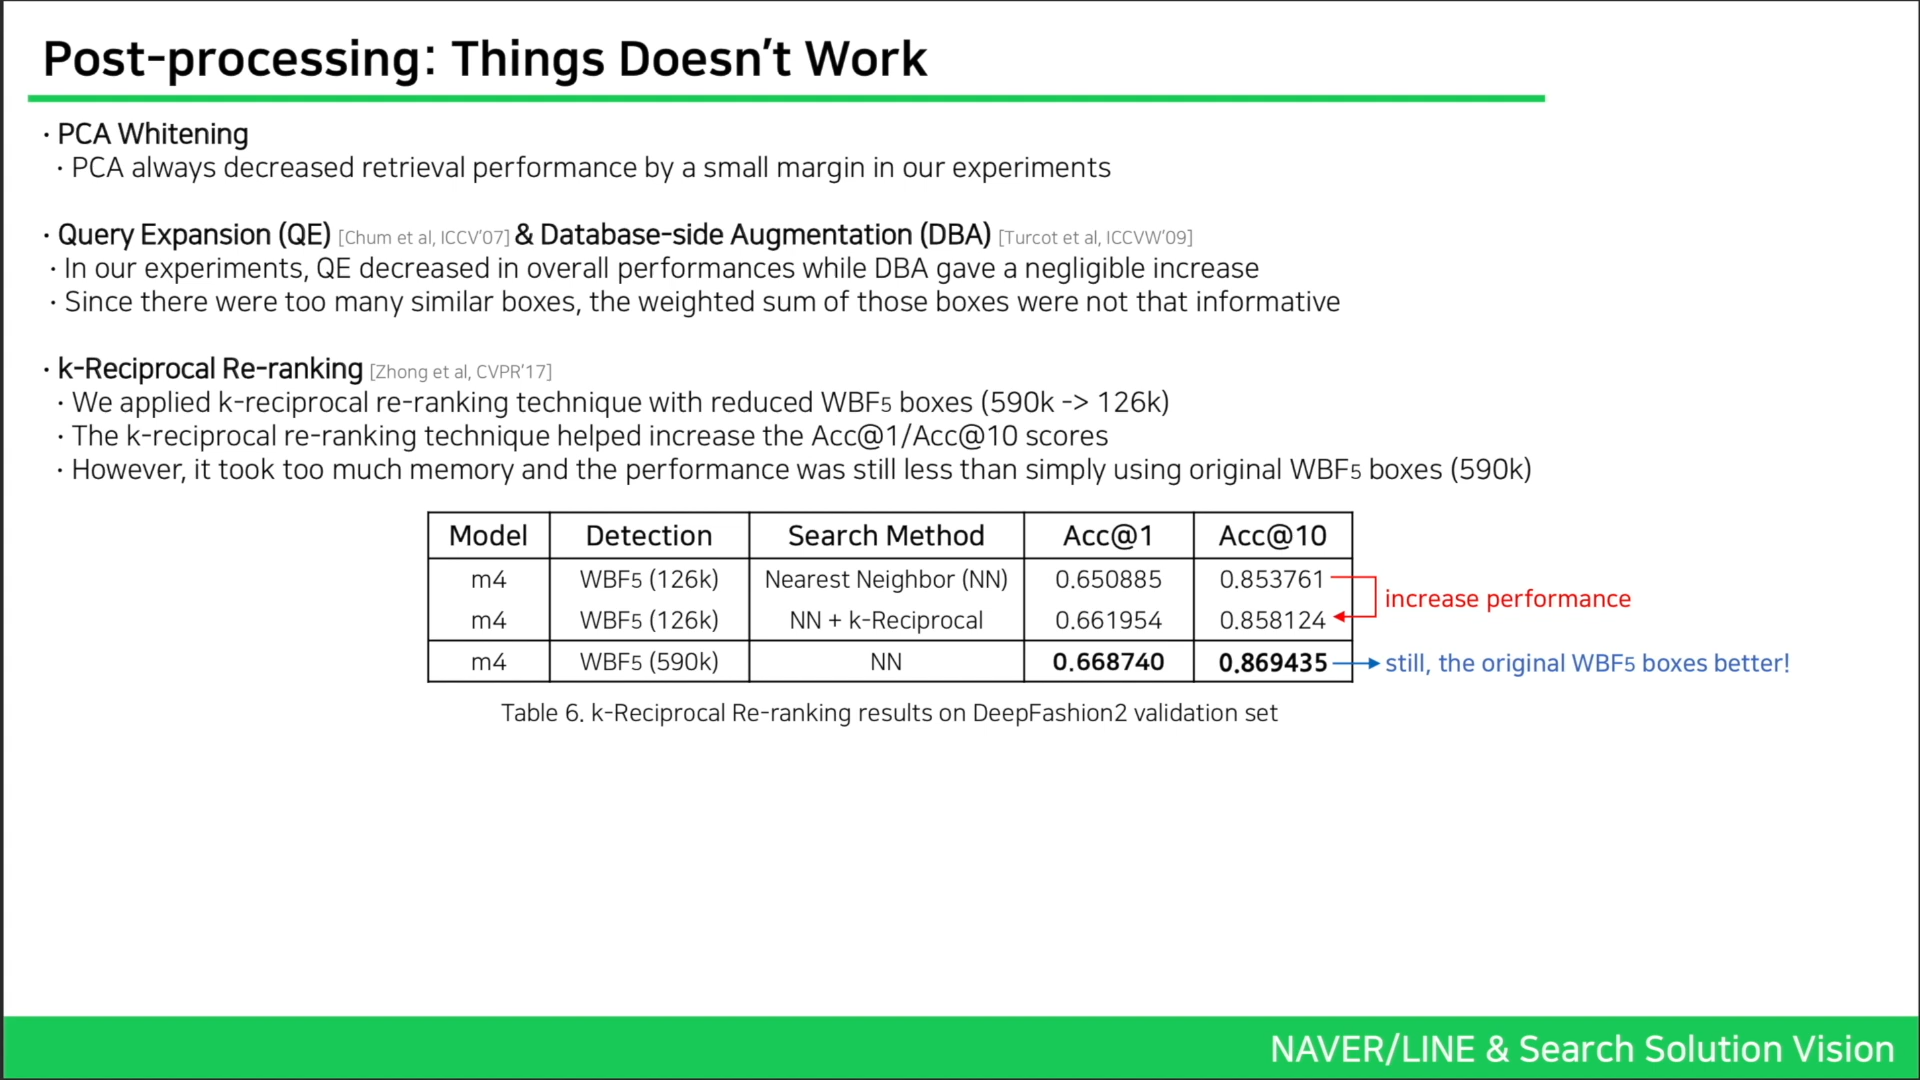 Post-processing: Things Doesn't Work
· PCA Whitening
· PCA always decreased retrieval performance by a small margin in our experiments
· Query Expansion (QE) [Chum et al, ICCV'07] & Database-side Augmentation (DBA) [Turcot et al, ICCVW'09]
· In our experiments, QE decreased in overall performances while DBA gave a negligible increase
· Since there were too many similar boxes, the weighted sum of those boxes were not that informative
· k-Reciprocal Re-ranking [Zhong et al, CVPR'17]
· We applied k-reciprocal re-ranking technique with reduced WBF5 boxes (590k -> 126k)
· The k-reciprocal re-ranking technique helped increase the Acc@1/Acc@10 scores
· However, it took too much memory and the performance was still less than simply using original WBF5 boxes (590k)
Model Detection Search Method Acc@1 Acc@10
m4 WBF5 (126k) Nearest Neighbor (NN) 0.650885 0.853761
increase performance
m4 WBF5 (126k) NN + k-Reciprocal 0.661954 0.858124
m4 WBF5 (590k) NN 0.668740 0.869435 still, the original WBF5 boxes better!
Table 6. k-Reciprocal Re-ranking results on DeepFashion2 validation set
NAVER/LINE & Search Solution Vision